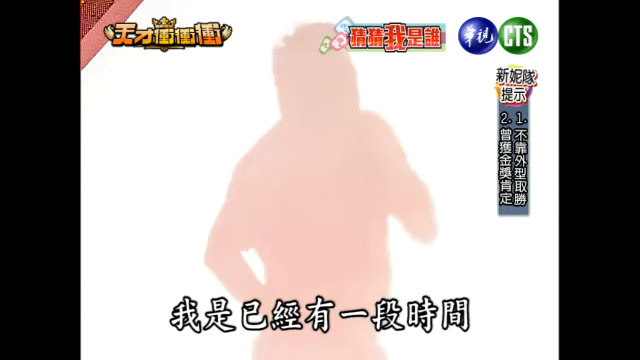 天才衝衝衝
猜猜我是誰
華視 CTS
新妮隊
提示
1.不靠外型取勝
2.曾獲金獎肯定
我是已經有一段時間